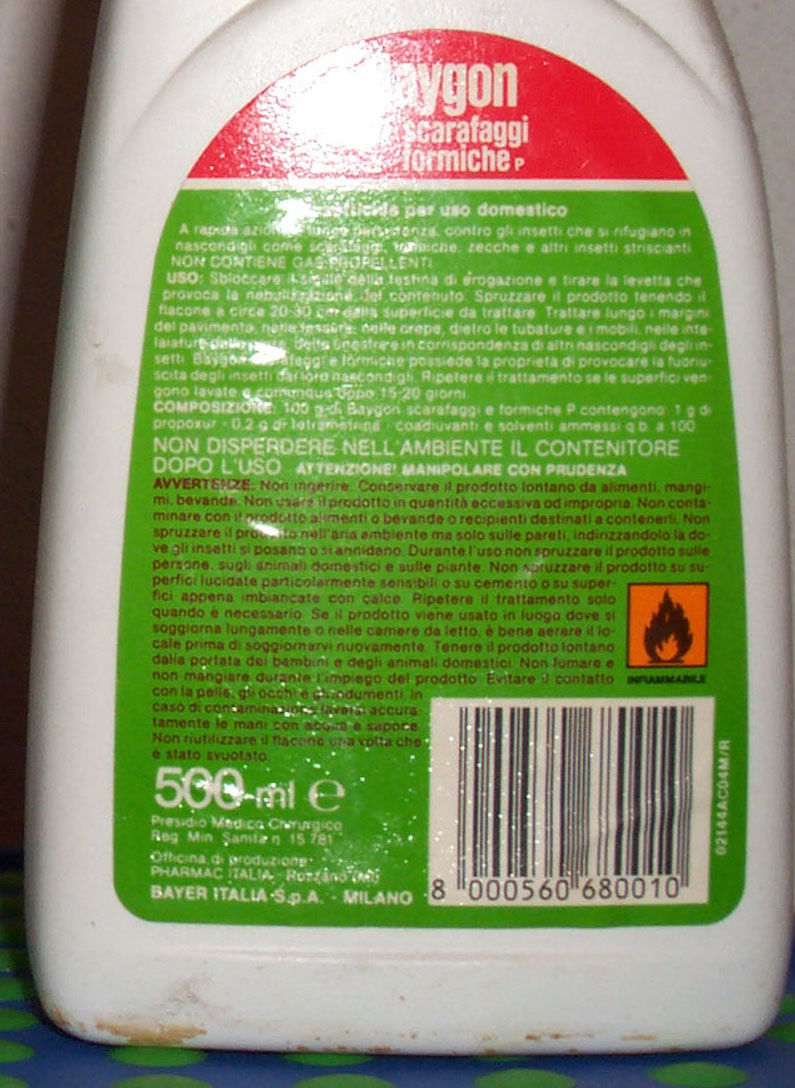 aygon
scarafaggi
formiche P
per uso domestico
A rapida contro gli insetti che si rifugiano in
nascondigli come scarafaggi, formiche, zecche e altri insetti striscianti.
NON CONTIENE GAS PROPELLENTI
USO: Sbloccare il sigillo della testina di erogazione e tirare la levetta che
provoca la nebulizzazione del contenuto. Spruzzare il prodotto tenendo il
flacone a circa 20-30 cm dalla superficie da trattare. Trattare lungo i margini
del pavimento, nelle fessure, nelle crepe, dietro le tubature e i mobili, nelle inte-
laiature delle finestre in corrispondenza di altri nascondigli degli in-
setti. Baygon scarafaggi e formiche possiede la proprietà di provocare la fuoriu-
scita degli insetti dai loro nascondigli. Ripetere il trattamento se le superfici ven-
gono lavate e comunque dopo 15-20 giorni.
COMPOSIZIONE: 100 g di Baygon scarafaggi e formiche P contengono: 1 g di
propoxur - 0,2 g di tetrametrina - coadiuvanti e solventi ammessi q.b. a 100
NON DISPERDERE NELL'AMBIENTE IL CONTENITORE
DOPO L'USO ATTENZIONE! MANIPOLARE CON PRUDENZA
AVVERTENZE: Non ingerire. Conservare il prodotto lontano da alimenti, mangi-
mi, bevande. Non usare il prodotto in quantità eccessiva od impropria. Non conta-
minare con il prodotto alimenti o bevande o recipienti destinati a contenerli. Non
spruzzare il prodotto nell'aria ambiente ma solo sulle pareti, indirizzandolo la do-
ve gli insetti si posano o si annidano. Durante l'uso non spruzzare il prodotto sulle
persone, sugli animali domestici e sulle piante. Non spruzzare il prodotto su su-
perfici lucidate particolarmente sensibili o su cemento o su super-
fici appena imbiancate con calce. Ripetere il trattamento solo
quando è necessario. Se il prodotto viene usato in luogo dove si
soggiorna lungamente o nelle camere da letto, è bene aerare il lo-
cale prima di soggiornarvi nuovamente. Tenere il prodotto lontano
dalla portata dei bambini e degli animali domestici. Non fumare e
non mangiare durante l'impiego del prodotto. Evitare il contatto
con la pelle, gli occhi e gli indumenti. In
caso di contaminazione lavarsi accura-
tamente le mani con acqua e sapone.
Non riutilizzare il flacone una volta che
è stato svuotato.
INFIAMMABILE
500 ml e
Presidio Medico Chirurgico
Reg. Min. Sanità n. 15.781
Officina di produzione:
PHARMAC ITALIA - Rozzano (MI)
BAYER ITALIA S.p.A. - MILANO
8 000560 680010
02144AC04M/R